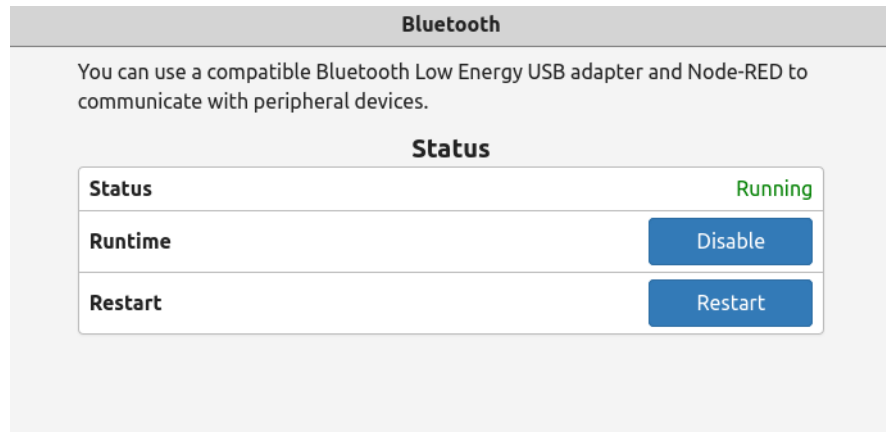 Bluetooth
You can use a compatible Bluetooth Low Energy USB adapter and Node-RED to
communicate with peripheral devices.
Status
Status Running
Runtime Disable
Restart Restart